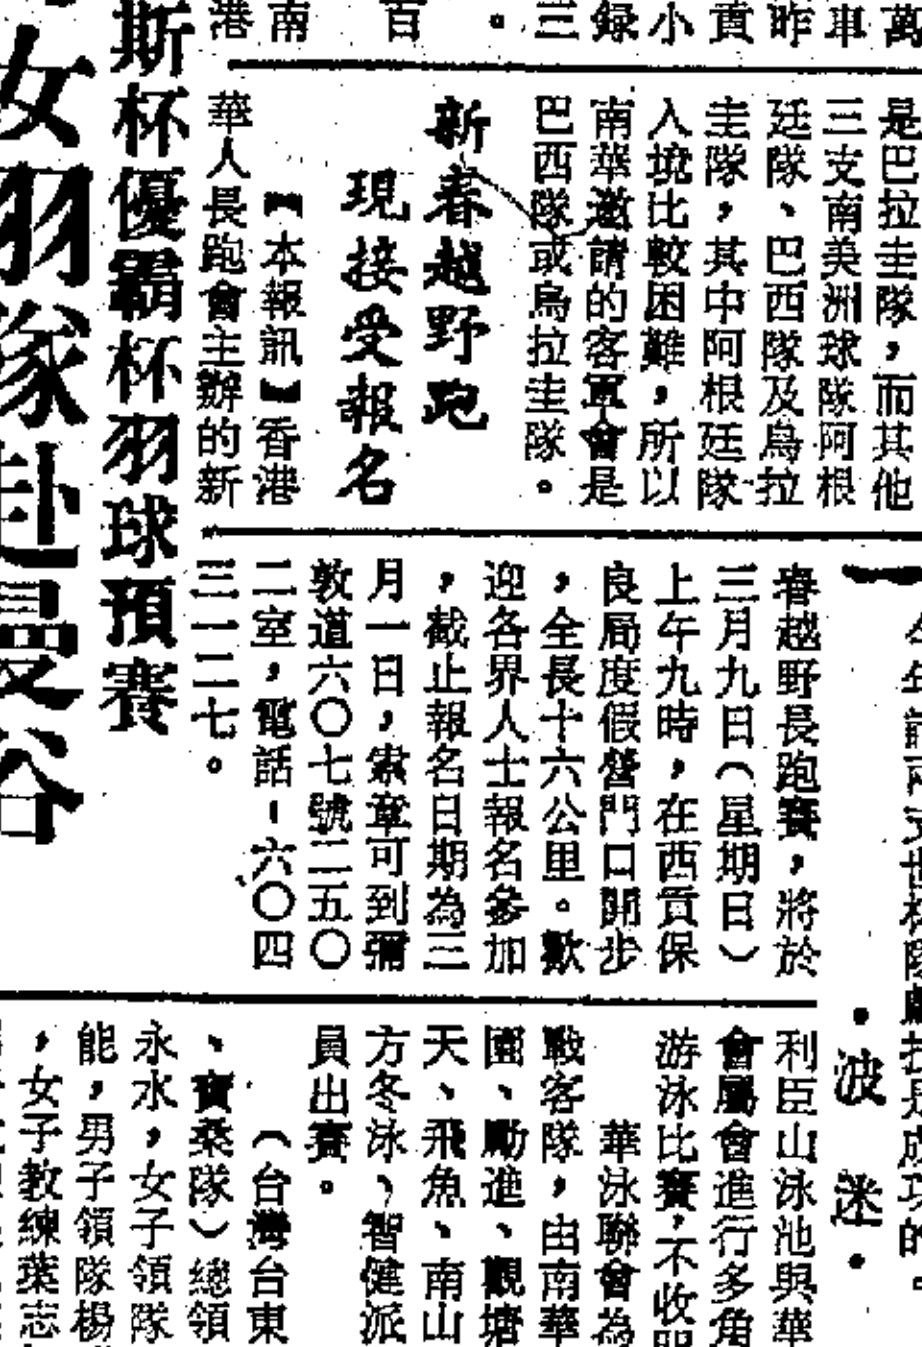 萬
車
昨
賁
小
録
三
。
百
南
港
是巴拉圭隊，而其他
三支南美洲球隊阿根
廷隊、巴西隊及烏拉
圭隊，其中阿根廷隊
入境比較困難，所以
南華邀請的客軍會是
巴西隊或烏拉圭隊。
新春越野跑
現接受報名
【本報訊】香港
華人長跑會主辦的新
春越野長跑賽，將於
三月九日（星期日）
上午九時，在西貢保
良局度假營門口開步
，全長十六公里。歡
迎各界人士報名參加
，截止報名日期為三
月一日，索章可到彌
敦道六〇七號二五〇
二室，電話－六〇四
三一二七。
斯杯優霸杯羽球預賽
女羽隊赴曼谷
·波迷·
利臣山泳池與華
會屬會進行多角
游泳比賽，不收
華泳聯會為
戰客隊，由南華
園、勵進、觀塘
天、飛魚、南山
方冬泳、智健派
員出賽。
（台灣台東
、寶桑隊）總領
永水，女子領隊
能，男子領隊楊
，女子教練葉志